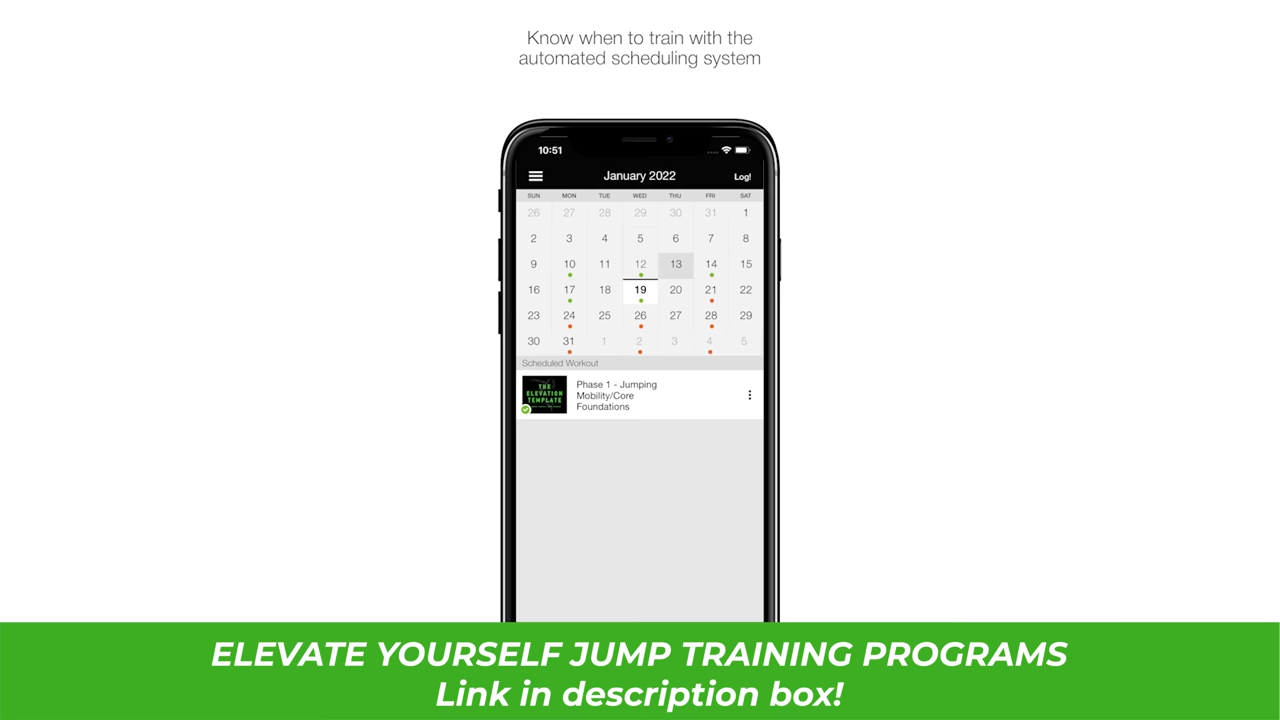 Know when to train with the
automated scheduling system
10:51
January 2022
Log!
SUN MON TUE WED THU FRI SAT
26 27 28 29 30 31 1
2 3 4 5 6 7 8
9 10 11 12 13 14 15
16 17 18 19 20 21 22
23 24 25 26 27 28 29
30 31 1 2 3 4 5
Scheduled Workout
THE
ELEVATION
TEMPLATE
Phase 1 - Jumping
Mobility/Core
Foundations
ELEVATE YOURSELF JUMP TRAINING PROGRAMS
Link in description box!